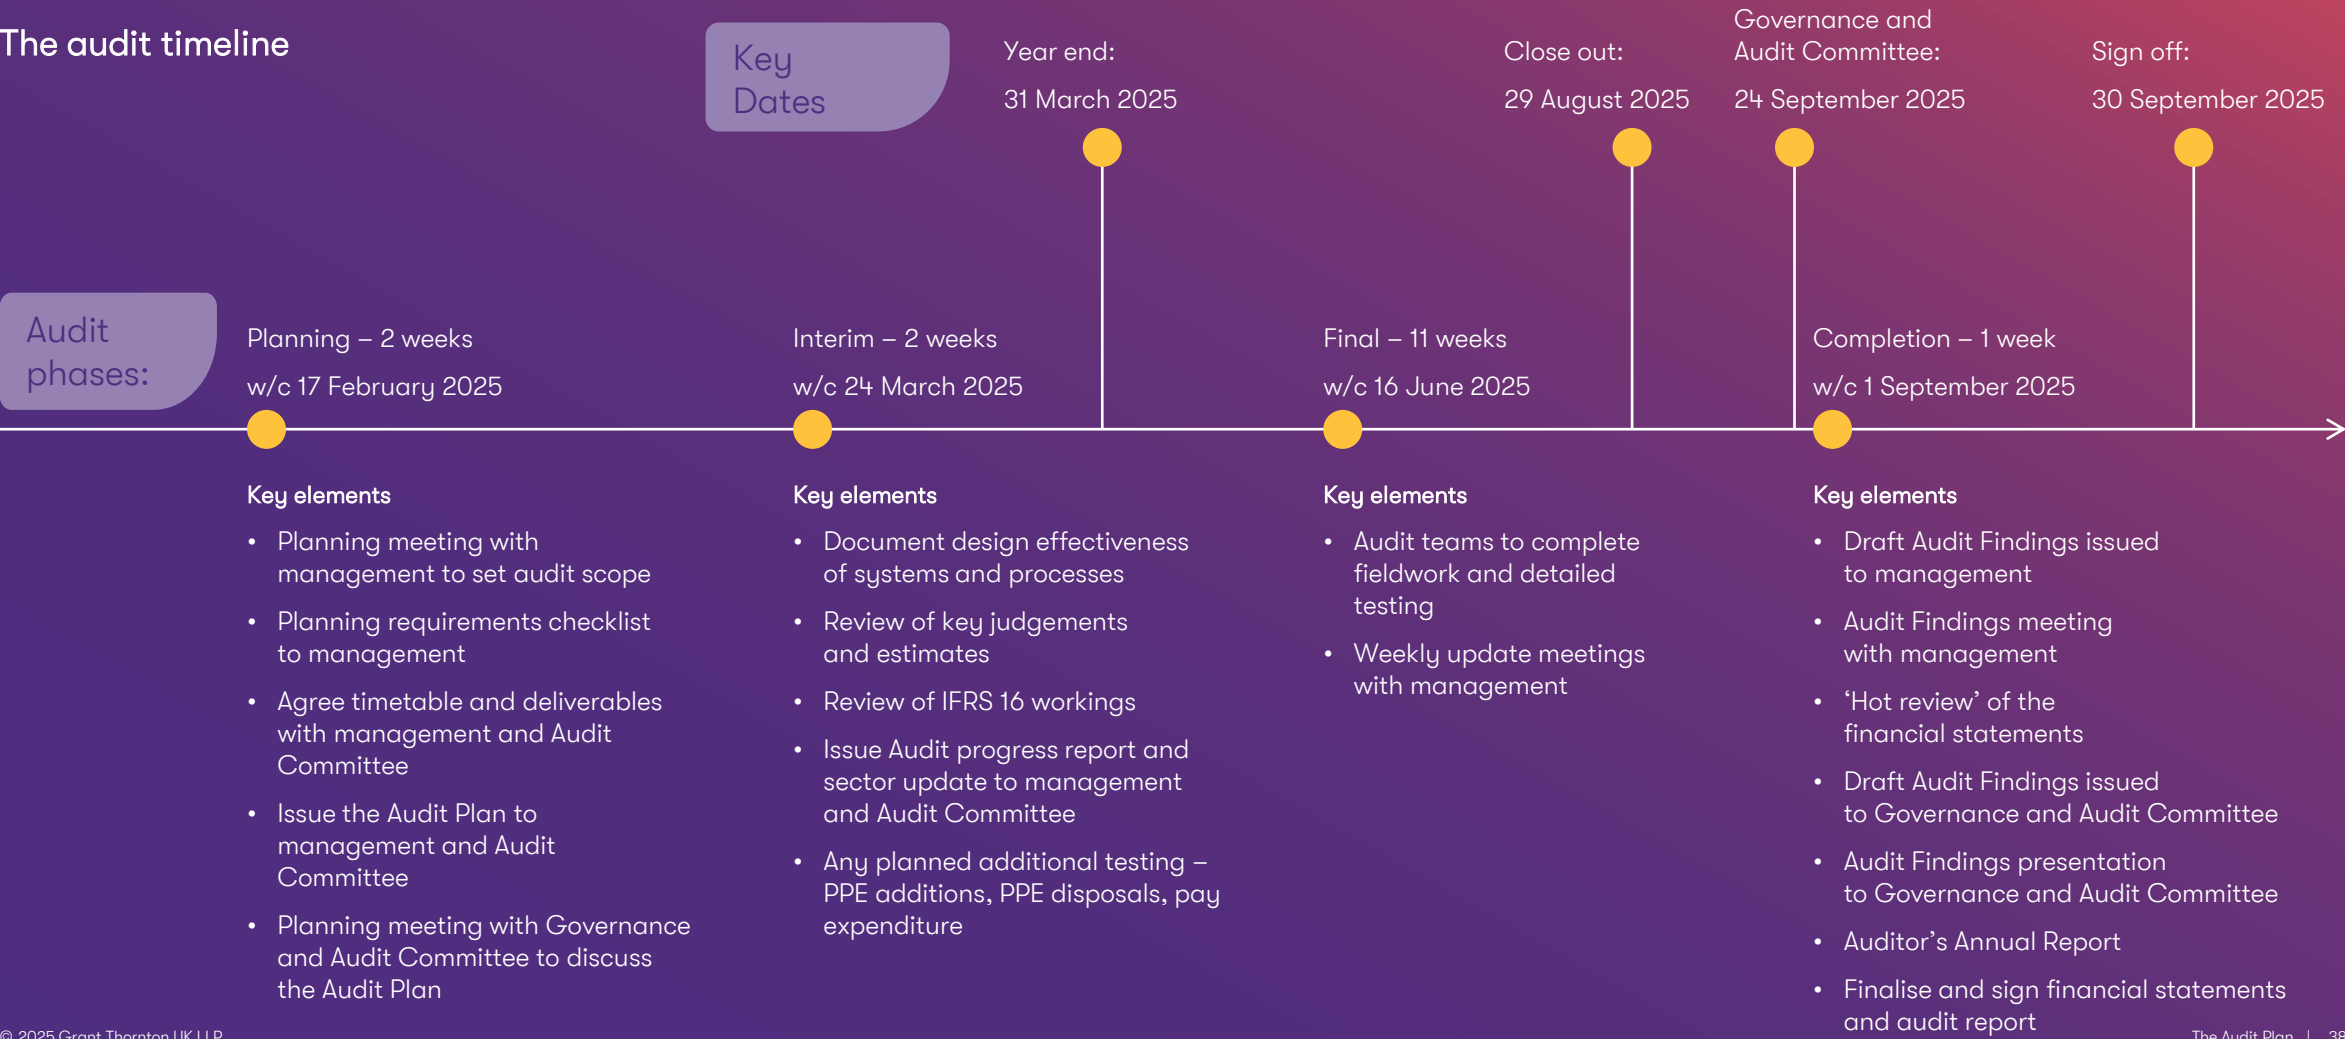 The audit timeline
Key
Dates
Year end:
31 March 2025
Close out:
29 August 2025
Governance and
Audit Committee:
24 September 2025
Sign off:
30 September 2025
Audit
phases:
Planning – 2 weeks
w/c 17 February 2025
Interim – 2 weeks
w/c 24 March 2025
Final – 11 weeks
w/c 16 June 2025
Completion – 1 week
w/c 1 September 2025
Key elements
• Planning meeting with
management to set audit scope
• Planning requirements checklist
to management
• Agree timetable and deliverables
with management and Audit
Committee
• Issue the Audit Plan to
management and Audit
Committee
• Planning meeting with Governance
and Audit Committee to discuss
the Audit Plan
Key elements
• Document design effectiveness
of systems and processes
• Review of key judgements
and estimates
• Review of IFRS 16 workings
• Issue Audit progress report and
sector update to management
and Audit Committee
• Any planned additional testing –
PPE additions, PPE disposals, pay
expenditure
Key elements
• Audit teams to complete
fieldwork and detailed
testing
• Weekly update meetings
with management
Key elements
• Draft Audit Findings issued
to management
• Audit Findings meeting
with management
• ‘Hot review’ of the
financial statements
• Draft Audit Findings issued
to Governance and Audit Committee
• Audit Findings presentation
to Governance and Audit Committee
• Auditor’s Annual Report
• Finalise and sign financial statements
and audit report
© 2025 Grant Thornton UK LLP
The Audit Plan | 38